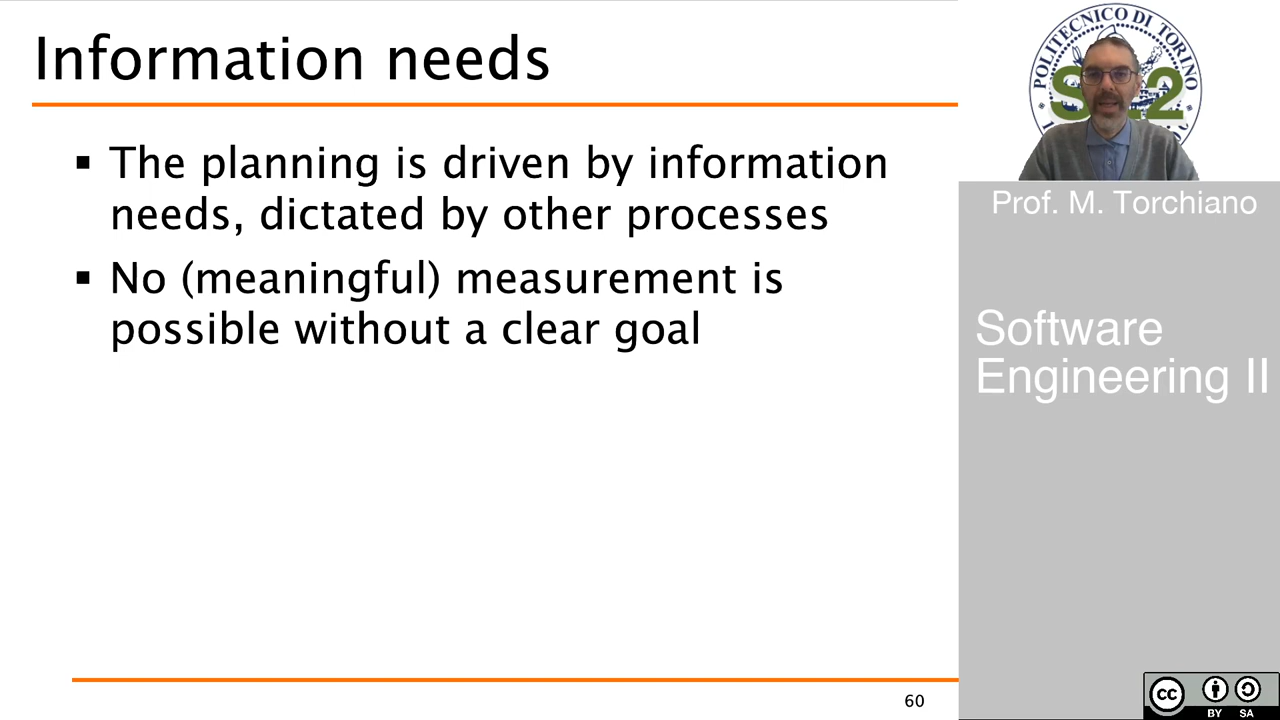 Information needs
▪ The planning is driven by information
needs, dictated by other processes
▪ No (meaningful) measurement is
possible without a clear goal
60
POLITECNICO DI TORINO
Prof. M. Torchiano
Software
Engineering II
cc
BY SA